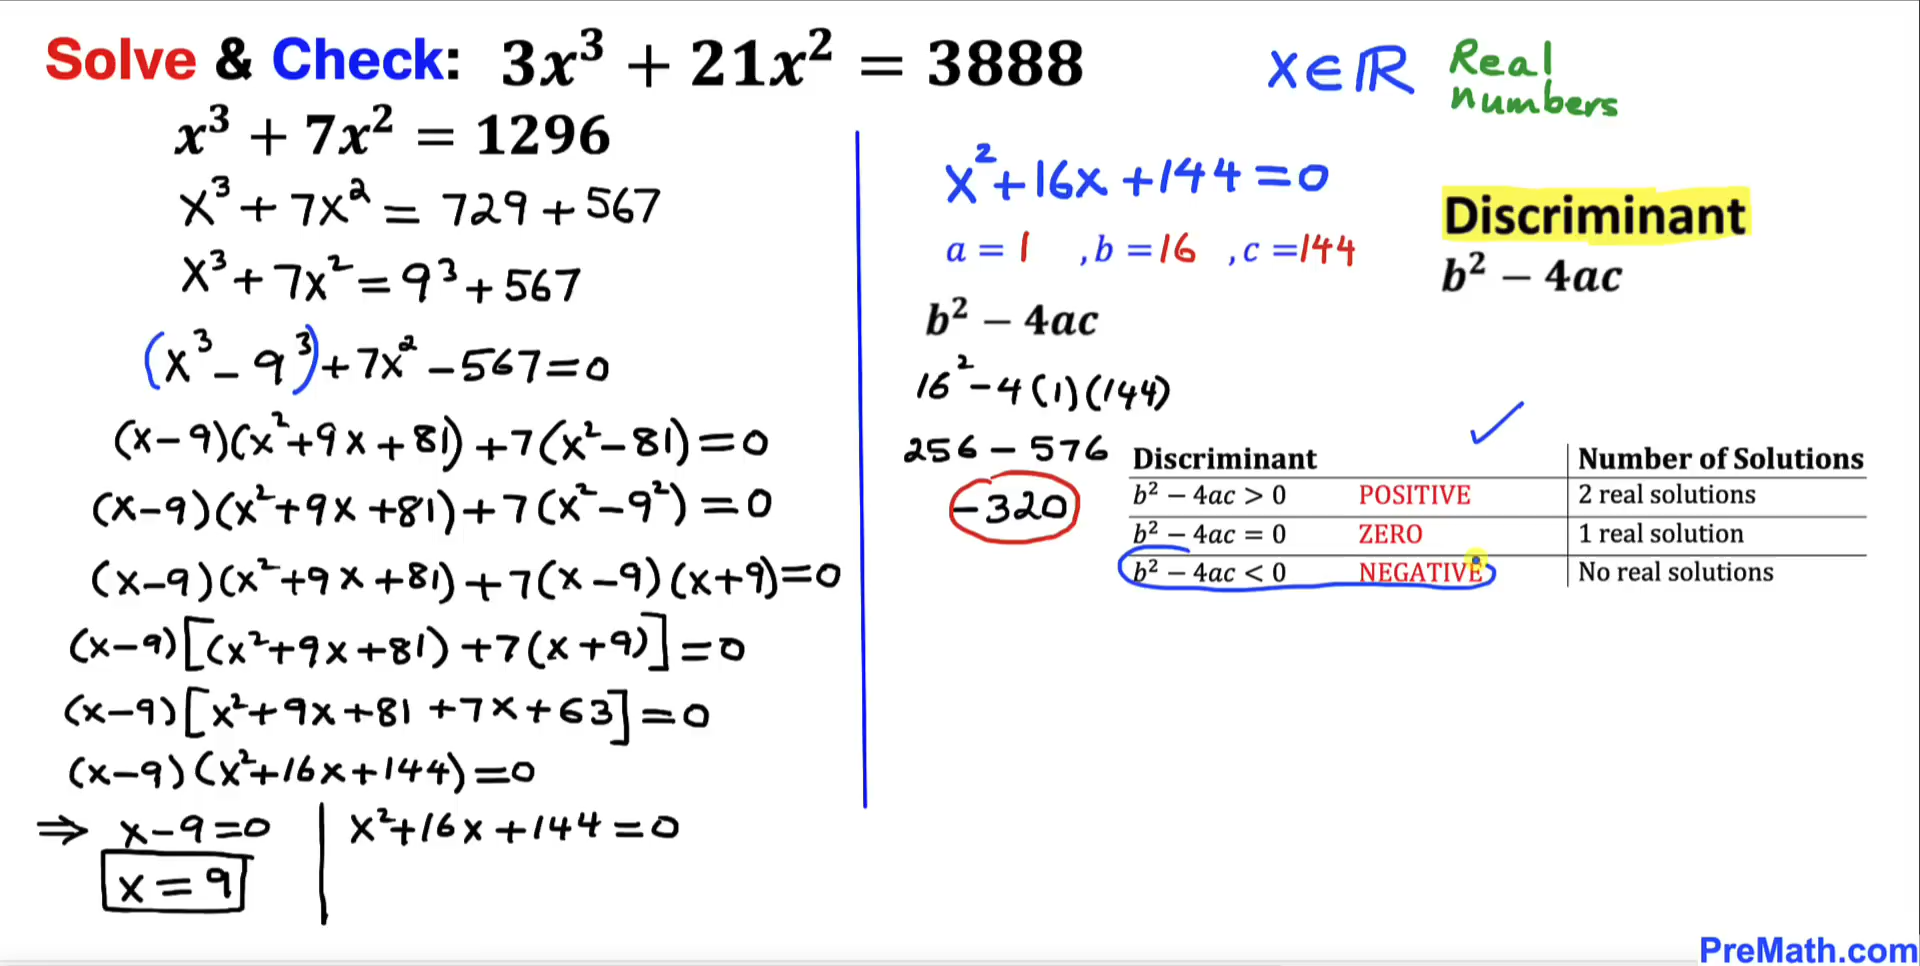 Solve & Check: 3x³ + 21x² = 3888
x ∈ ℝ Real numbers
x³ + 7x² = 1296
x³ + 7x² = 729 + 567
x³ + 7x² = 9³ + 567
(x³ - 9³) + 7x² - 567 = 0
(x-9)(x²+9x+81) + 7(x²-81) = 0
(x-9)(x²+9x+81) + 7(x²-9²) = 0
(x-9)(x²+9x+81) + 7(x-9)(x+9) = 0
(x-9)[(x²+9x+81) + 7(x+9)] = 0
(x-9)[x²+9x+81+7x+63] = 0
(x-9)(x²+16x+144) = 0
⇒ x-9=0 | x²+16x+144 = 0
x = 9
x²+16x+144 = 0
a = 1 , b = 16 , c = 144
b² − 4ac
16² - 4(1)(144)
256 - 576
-320
Discriminant
b² − 4ac
✓
Discriminant Number of Solutions
b² − 4ac > 0 POSITIVE 2 real solutions
b² − 4ac = 0 ZERO 1 real solution
b² − 4ac < 0 NEGATIVE No real solutions
PreMath.com